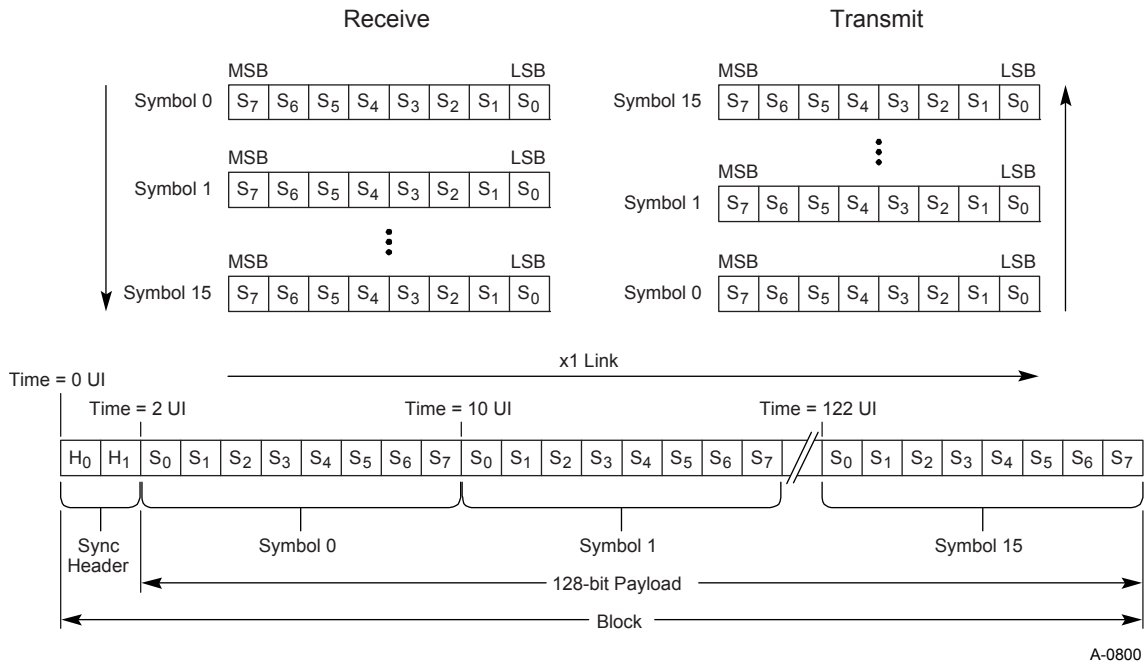 Receive Transmit
MSB LSB MSB LSB
Symbol 0 S7 S6 S5 S4 S3 S2 S1 S0 Symbol 15 S7 S6 S5 S4 S3 S2 S1 S0
MSB LSB MSB LSB
Symbol 1 S7 S6 S5 S4 S3 S2 S1 S0 Symbol 1 S7 S6 S5 S4 S3 S2 S1 S0
MSB LSB MSB LSB
Symbol 15 S7 S6 S5 S4 S3 S2 S1 S0 Symbol 0 S7 S6 S5 S4 S3 S2 S1 S0
x1 Link
Time = 0 UI
Time = 2 UI Time = 10 UI Time = 122 UI
H0 H1 S0 S1 S2 S3 S4 S5 S6 S7 S0 S1 S2 S3 S4 S5 S6 S7 S0 S1 S2 S3 S4 S5 S6 S7
Sync Symbol 0 Symbol 1 Symbol 15
Header
128-bit Payload
Block
A-0800